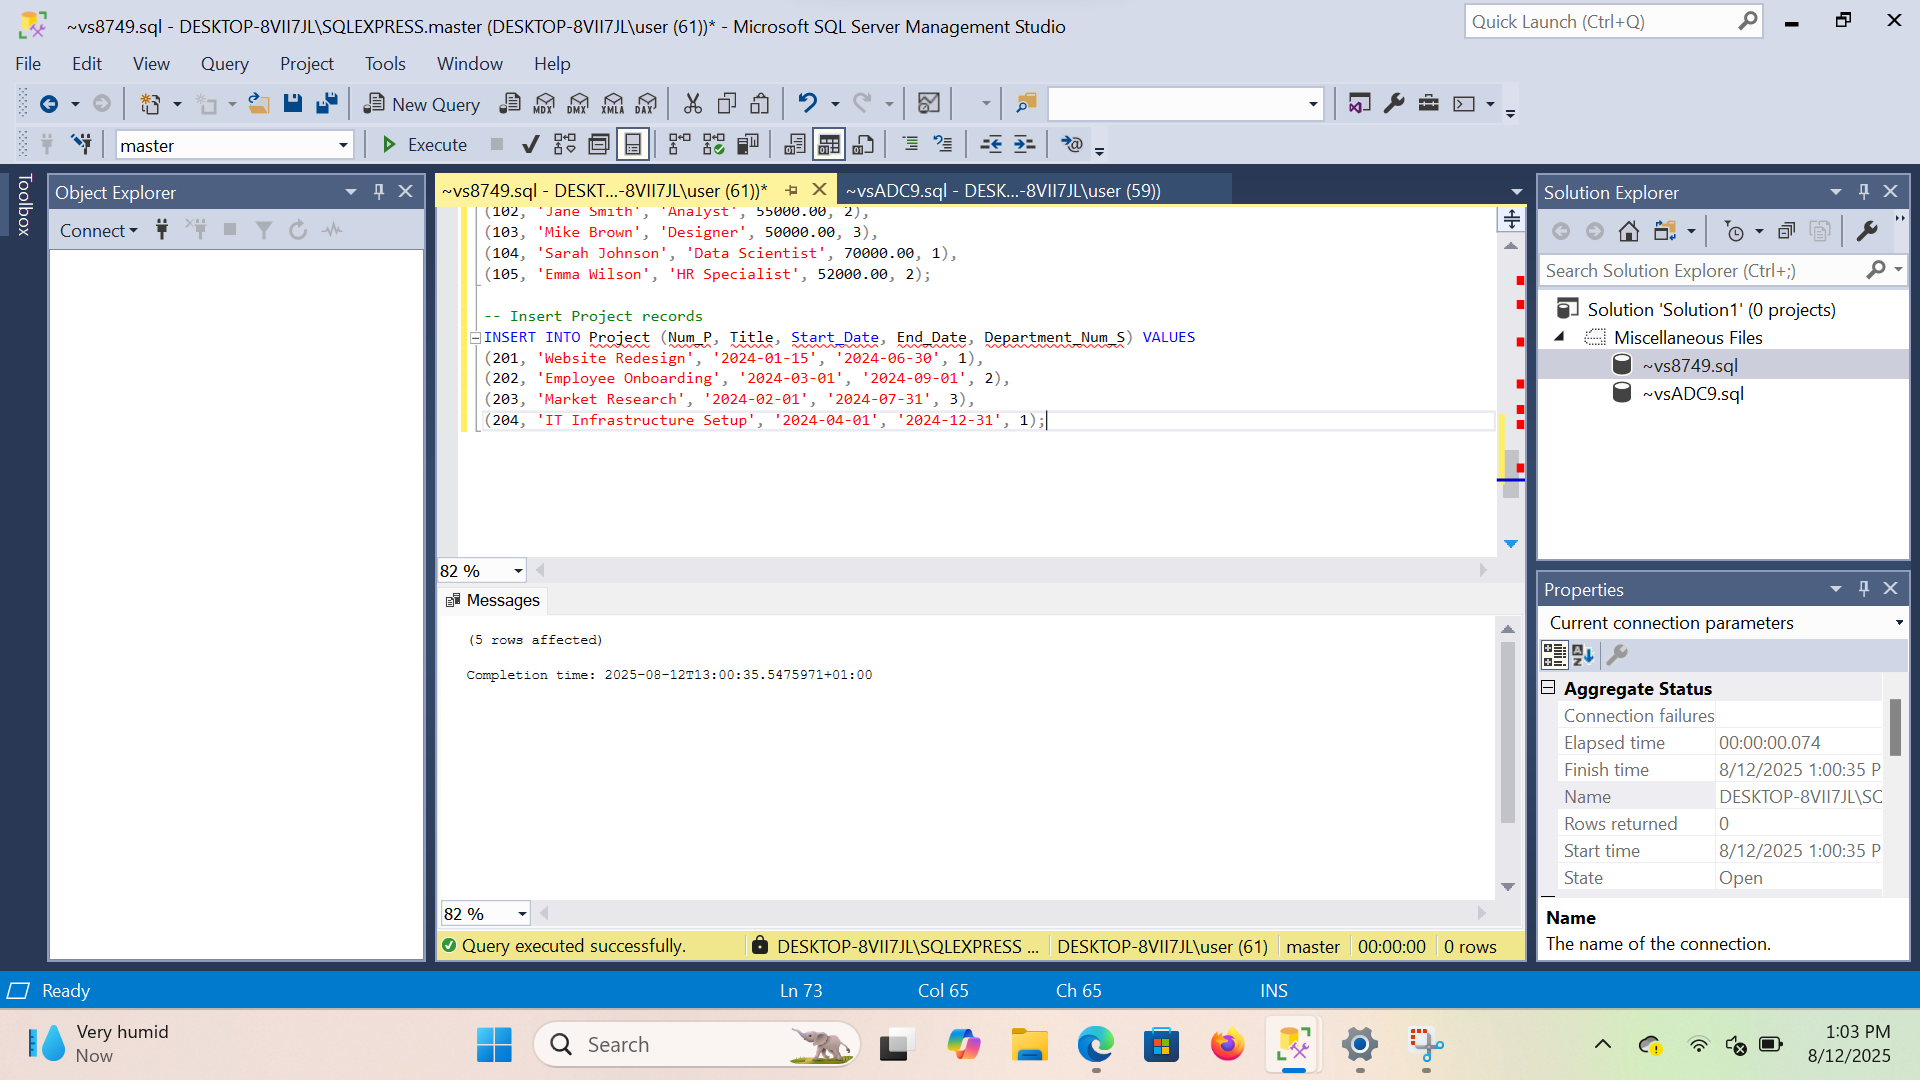 ~vs8749.sql - DESKTOP-8VII7JL\SQLEXPRESS.master (DESKTOP-8VII7JL\user (61))* - Microsoft SQL Server Management Studio
Quick Launch (Ctrl+Q)
File Edit View Query Project Tools Window Help
New Query MDX DMX XMLA DAX
master Execute
Toolbox
Object Explorer
Connect
~vs8749.sql - DESKT...-8VII7JL\user (61))* ~vsADC9.sql - DESK...-8VII7JL\user (59))
(102, 'Jane Smith', 'Analyst', 55000.00, 2),
(103, 'Mike Brown', 'Designer', 50000.00, 3),
(104, 'Sarah Johnson', 'Data Scientist', 70000.00, 1),
(105, 'Emma Wilson', 'HR Specialist', 52000.00, 2);
-- Insert Project records
INSERT INTO Project (Num_P, Title, Start_Date, End_Date, Department_Num_S) VALUES
(201, 'Website Redesign', '2024-01-15', '2024-06-30', 1),
(202, 'Employee Onboarding', '2024-03-01', '2024-09-01', 2),
(203, 'Market Research', '2024-02-01', '2024-07-31', 3),
(204, 'IT Infrastructure Setup', '2024-04-01', '2024-12-31', 1);
82 %
Messages
(5 rows affected)
Completion time: 2025-08-12T13:00:35.5475971+01:00
82 %
Query executed successfully. DESKTOP-8VII7JL\SQLEXPRESS ... DESKTOP-8VII7JL\user (61) master 00:00:00 0 rows
Solution Explorer
Search Solution Explorer (Ctrl+;)
Solution 'Solution1' (0 projects)
Miscellaneous Files
~vs8749.sql
~vsADC9.sql
Properties
Current connection parameters
Aggregate Status
Connection failures
Elapsed time 00:00:00.074
Finish time 8/12/2025 1:00:35 P
Name DESKTOP-8VII7JL\SC
Rows returned 0
Start time 8/12/2025 1:00:35 P
State Open
Name
The name of the connection.
Ready Ln 73 Col 65 Ch 65 INS
Very humid
Now
Search
1:03 PM
8/12/2025